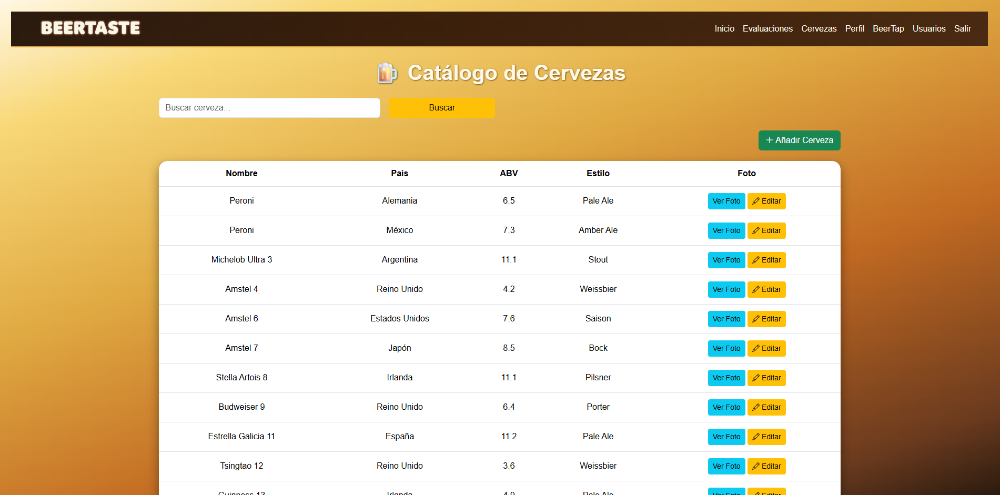 BEERTASTE
Inicio Evaluaciones Cervezas Perfil BeerTap Usuarios Salir
Catálogo de Cervezas
Buscar cerveza... Buscar
+ Añadir Cerveza
Nombre País ABV Estilo Foto
Peroni Alemania 6.5 Pale Ale Ver Foto Editar
Peroni México 7.3 Amber Ale Ver Foto Editar
Michelob Ultra 3 Argentina 11.1 Stout Ver Foto Editar
Amstel 4 Reino Unido 4.2 Weissbier Ver Foto Editar
Amstel 6 Estados Unidos 7.6 Saison Ver Foto Editar
Amstel 7 Japón 8.5 Bock Ver Foto Editar
Stella Artois 8 Irlanda 11.1 Pilsner Ver Foto Editar
Budweiser 9 Reino Unido 6.4 Porter Ver Foto Editar
Estrella Galicia 11 España 11.2 Pale Ale Ver Foto Editar
Tsingtao 12 Reino Unido 3.6 Weissbier Ver Foto Editar
Guinness 13 Irlanda 4.9 Pale Ale Ver Foto Editar